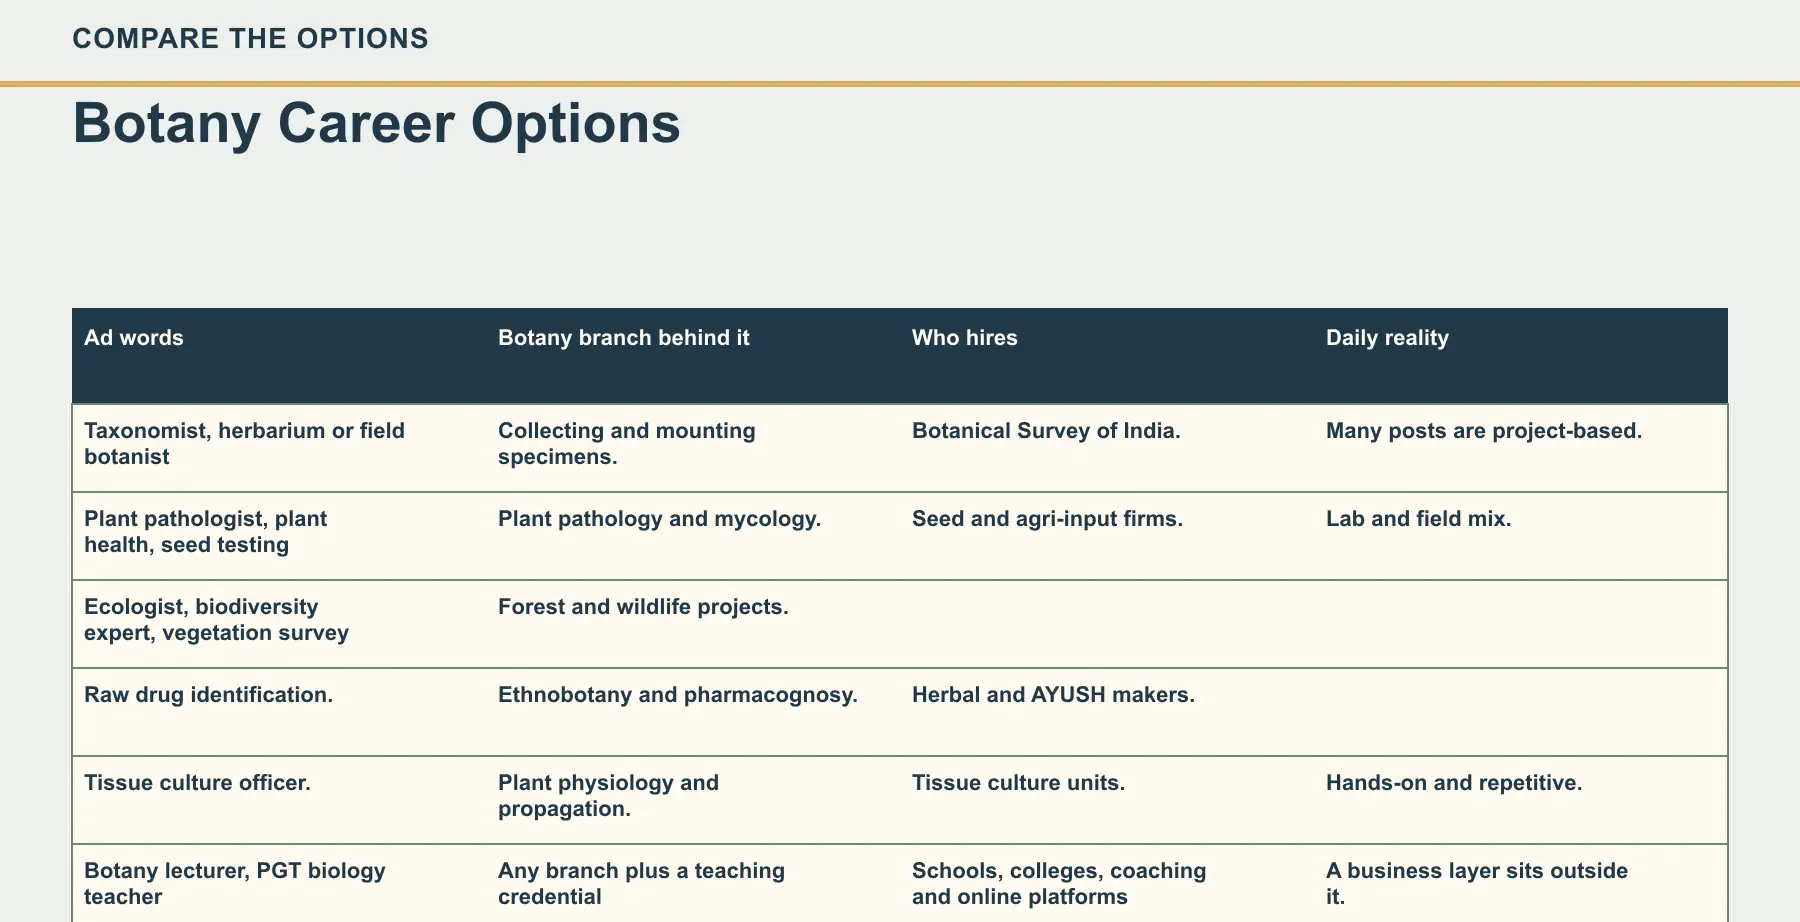 COMPARE THE OPTIONS
Botany Career Options
Ad words
Botany branch behind it
Who hires
Daily reality
Taxonomist, herbarium or field
botanist
Collecting and mounting
specimens.
Botanical Survey of India.
Many posts are project-based.
Plant pathologist, plant
health, seed testing
Plant pathology and mycology.
Seed and agri-input firms.
Lab and field mix.
Ecologist, biodiversity
expert, vegetation survey
Forest and wildlife projects.
Raw drug identification.
Ethnobotany and pharmacognosy.
Herbal and AYUSH makers.
Tissue culture officer.
Plant physiology and
propagation.
Tissue culture units.
Hands-on and repetitive.
Botany lecturer, PGT biology
teacher
Any branch plus a teaching
credential
Schools, colleges, coaching
and online platforms
A business layer sits outside
it.